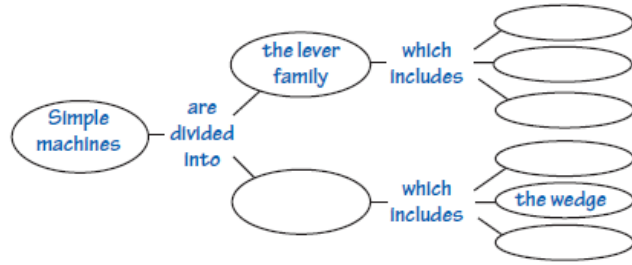 Simple
machines
are
divided
into
the lever
family
which
includes
which
includes
the wedge